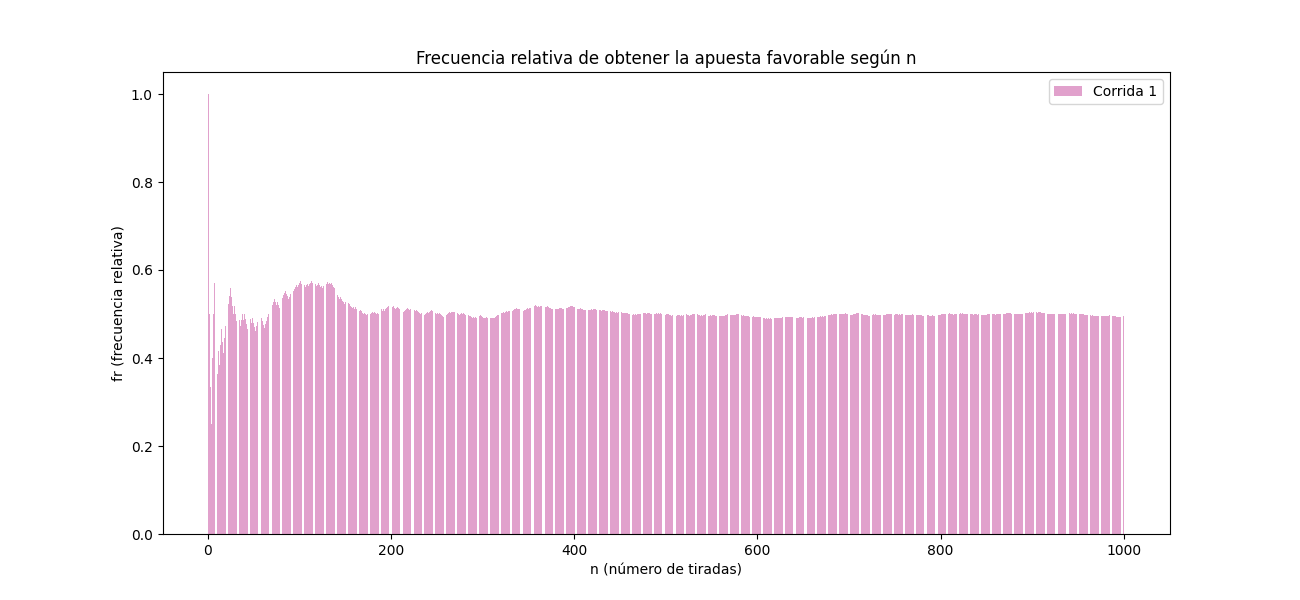 Frecuencia relativa de obtener la apuesta favorable según n
Corrida 1
1.0
0.8
0.6
0.4
0.2
0.0
fr (frecuencia relativa)
0 200 400 600 800 1000
n (número de tiradas)